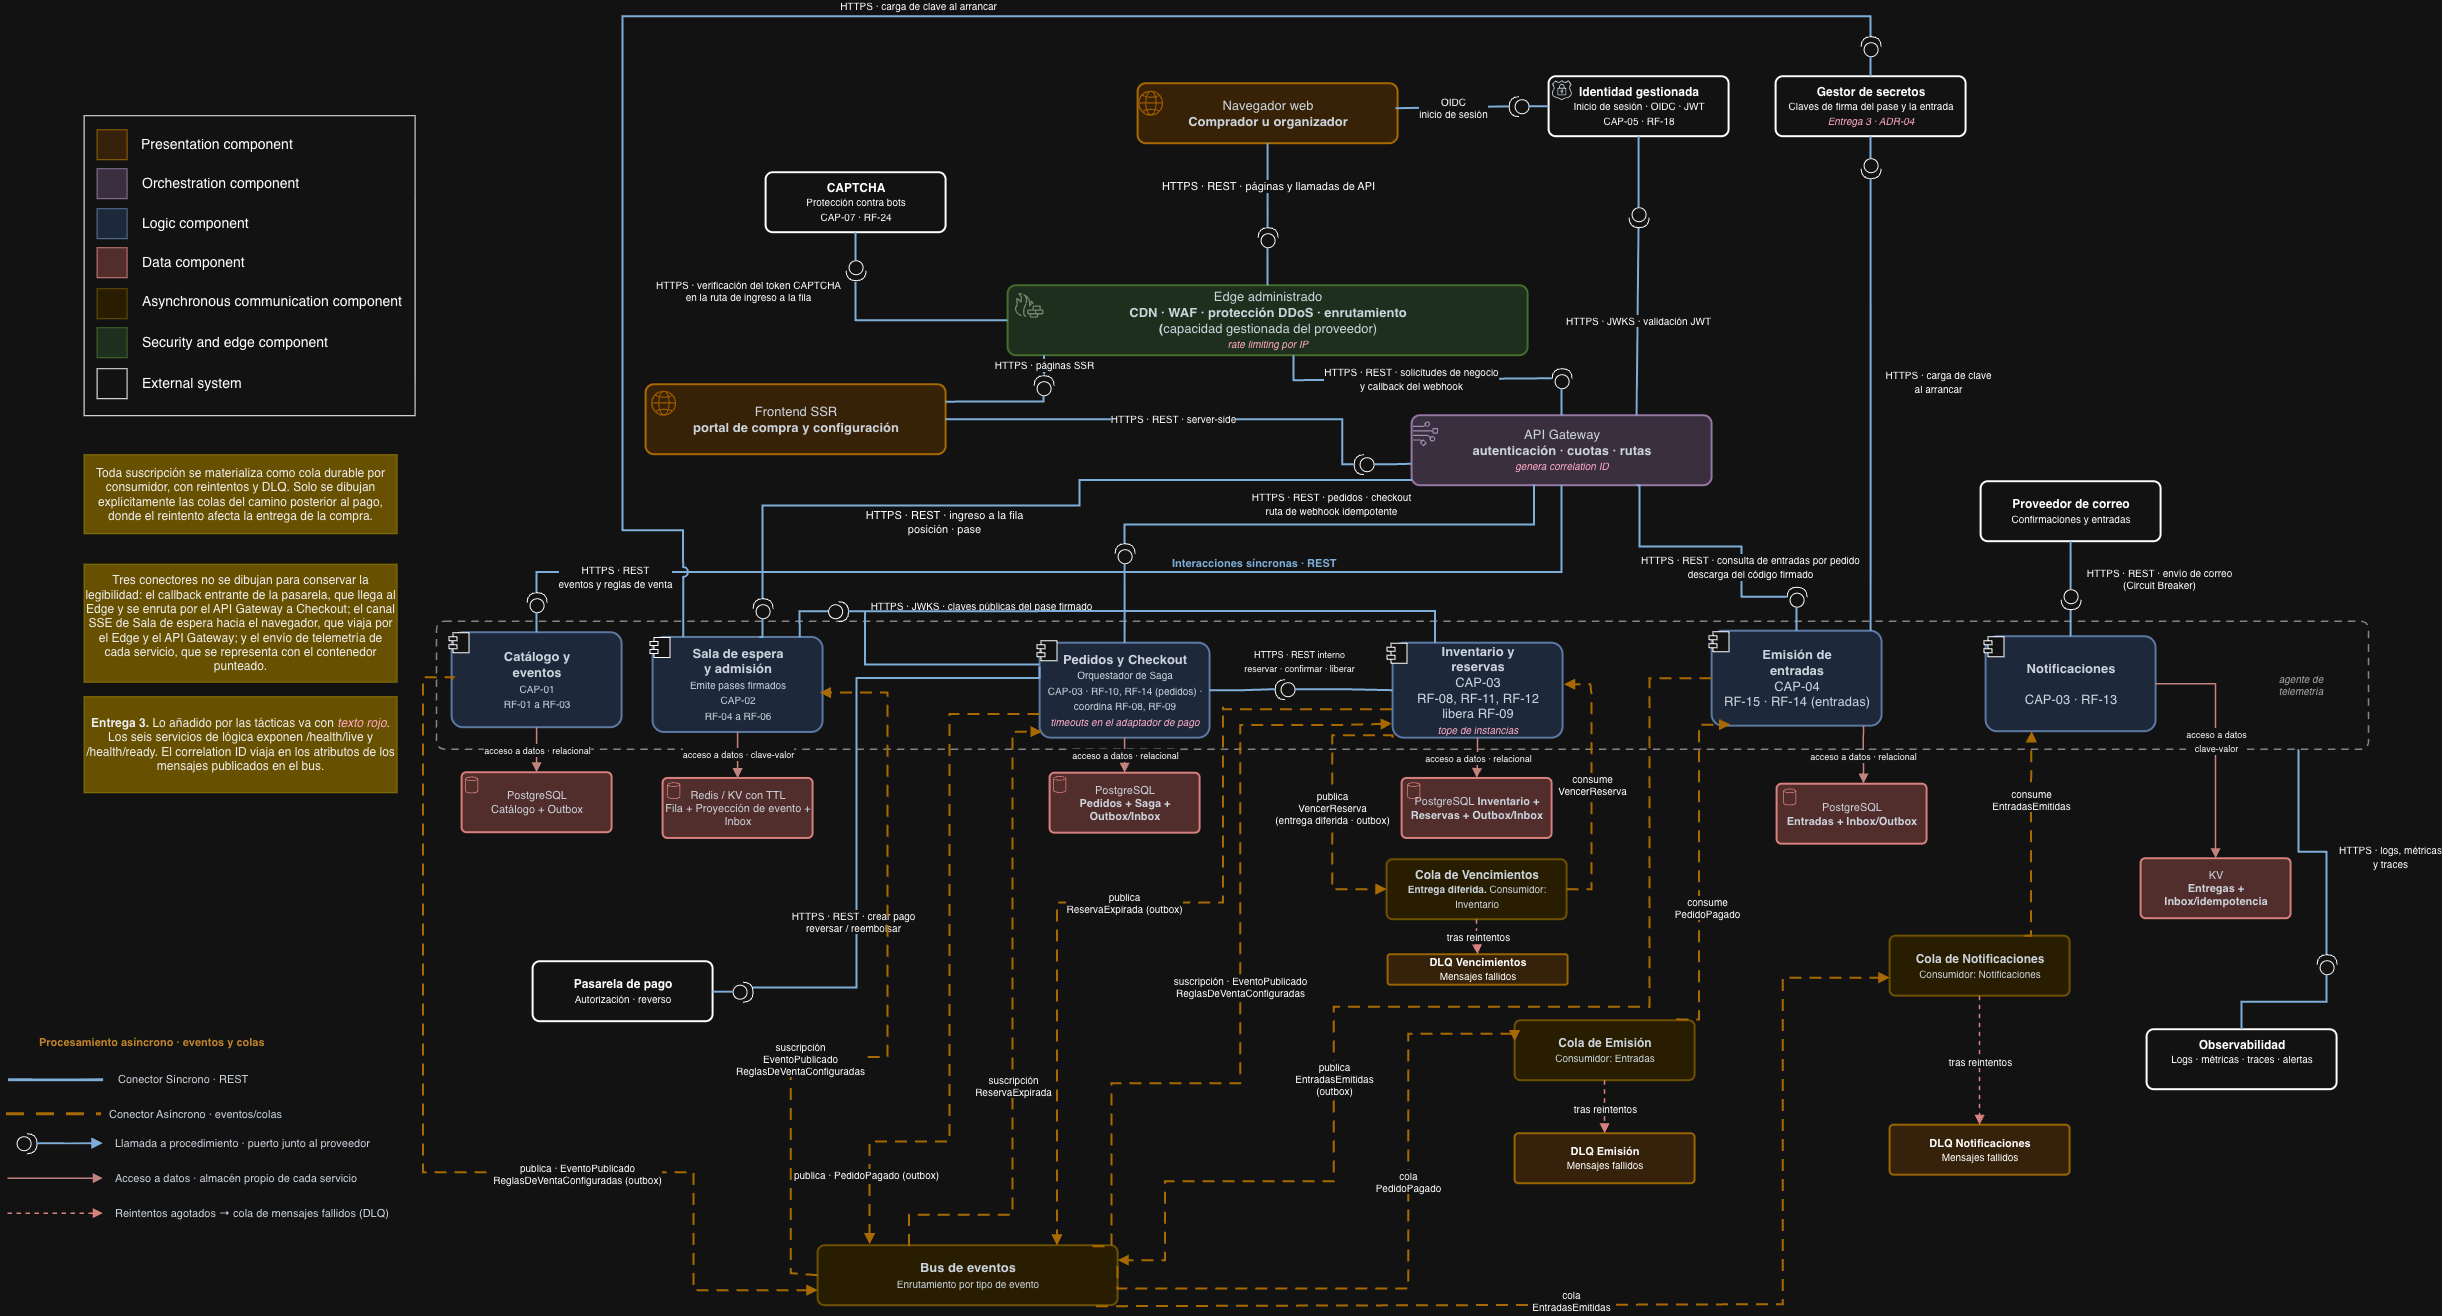 HTTPS · carga de clave al arrancar
Navegador web
Comprador u organizador
OIDC
inicio de sesión
Identidad gestionada
Inicio de sesión · OIDC · JWT
CAP-05 · RF-18
Gestor de secretos
Claves de firma del pase y la entrada
Entrega 3 · ADR-04
Presentation component
Orchestration component
Logic component
Data component
Asynchronous communication component
Security and edge component
External system
CAPTCHA
Protección contra bots
CAP-07 · RF-24
HTTPS · REST · páginas y llamadas de API
HTTPS · verificación del token CAPTCHA
en la ruta de ingreso a la fila
Edge administrado
CDN · WAF · protección DDoS · enrutamiento
(capacidad gestionada del proveedor)
rate limiting por IP
HTTPS · JWKS · validación JWT
HTTPS · páginas SSR
HTTPS · REST · solicitudes de negocio
y callback del webhook
HTTPS · carga de clave
al arrancar
Frontend SSR
portal de compra y configuración
HTTPS · REST · server-side
API Gateway
autenticación · cuotas · rutas
genera correlation ID
Toda suscripción se materializa como cola durable por
consumidor, con reintentos y DLQ. Solo se dibujan
explícitamente las colas del camino posterior al pago,
donde el reintento afecta la entrega de la compra.
HTTPS · REST · ingreso a la fila
posición · pase
HTTPS · REST · pedidos · checkout
ruta de webhook idempotente
Proveedor de correo
Confirmaciones y entradas
Interacciones síncronas · REST
HTTPS · REST
eventos y reglas de venta
HTTPS · REST · consulta de entradas por pedido
descarga del código firmado
HTTPS · REST · envío de correo
(Circuit Breaker)
Tres conectores no se dibujan para conservar la
legibilidad: el callback entrante de la pasarela, que llega al
Edge y se enruta por el API Gateway a Checkout; el canal
SSE de Sala de espera hacia el navegador, que viaja por
el Edge y el API Gateway; y el envío de telemetría de
cada servicio, que se representa con el contenedor
punteado.
HTTPS · JWKS · claves públicas del pase firmado
Catálogo y
eventos
CAP-01
RF-01 a RF-03
Sala de espera
y admisión
Emite pases firmados
CAP-02
RF-04 a RF-06
Pedidos y Checkout
Orquestador de Saga
CAP-03 · RF-10, RF-14 (pedidos) ·
coordina RF-08, RF-09
timeouts en el adaptador de pago
HTTPS · REST interno
reservar · confirmar · liberar
Inventario y
reservas
CAP-03
RF-08, RF-11, RF-12
libera RF-09
tope de instancias
Emisión de
entradas
CAP-04
RF-15 · RF-14 (entradas)
Notificaciones
CAP-03 · RF-13
agente de
telemetría
Entrega 3. Lo añadido por las tácticas va con texto rojo.
Los seis servicios de lógica exponen /health/live y
/health/ready. El correlation ID viaja en los atributos de los
mensajes publicados en el bus.
acceso a datos · relacional
acceso a datos · clave-valor
acceso a datos · relacional
acceso a datos · relacional
acceso a datos · relacional
acceso a datos
clave-valor
PostgreSQL
Catálogo + Outbox
Redis / KV con TTL
Fila + Proyección de evento +
Inbox
PostgreSQL
Pedidos + Saga +
Outbox/Inbox
publica
VencerReserva
(entrega diferida · outbox)
PostgreSQL Inventario +
Reservas + Outbox/Inbox
consume
VencerReserva
PostgreSQL
Entradas + Inbox/Outbox
consume
EntradasEmitidas
HTTPS · logs, métricas
y traces
KV
Entregas +
Inbox/idempotencia
Cola de Vencimientos
Entrega diferida. Consumidor:
Inventario
publica
ReservaExpirada (outbox)
consume
PedidoPagado
HTTPS · REST · crear pago
reversar / reembolsar
tras reintentos
DLQ Vencimientos
Mensajes fallidos
Cola de Notificaciones
Consumidor: Notificaciones
Pasarela de pago
Autorización · reverso
suscripción · EventoPublicado
ReglasDeVentaConfiguradas
Procesamiento asíncrono · eventos y colas
Conector Síncrono · REST
Conector Asíncrono · eventos/colas
Llamada a procedimiento · puerto junto al proveedor
Acceso a datos · almacén propio de cada servicio
Reintentos agotados → cola de mensajes fallidos (DLQ)
suscripción
EventoPublicado
ReglasDeVentaConfiguradas
suscripción
ReservaExpirada
publica
EntradasEmitidas
(outbox)
Cola de Emisión
Consumidor: Entradas
tras reintentos
DLQ Emisión
Mensajes fallidos
tras reintentos
DLQ Notificaciones
Mensajes fallidos
Observabilidad
Logs · métricas · traces · alertas
publica · EventoPublicado
ReglasDeVentaConfiguradas (outbox)
publica · PedidoPagado (outbox)
cola
PedidoPagado
Bus de eventos
Enrutamiento por tipo de evento
cola
EntradasEmitidas